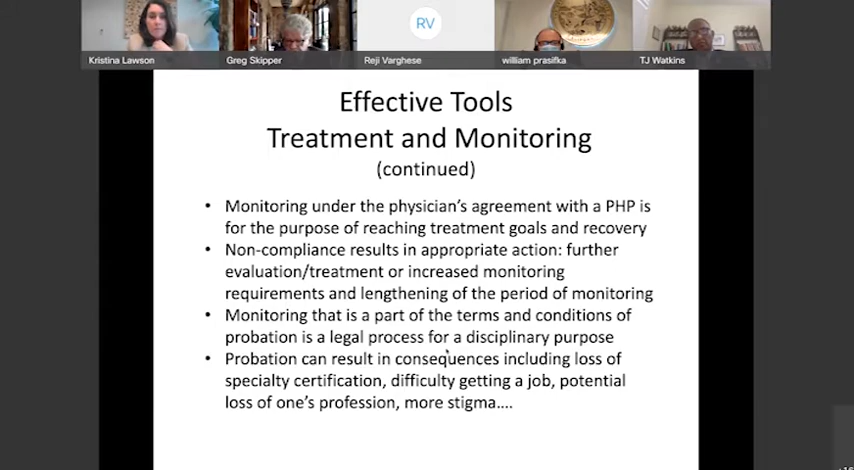 RV
Kristina Lawson
Greg Skipper
Reji Varghese
william prasifka
TJ Watkins
Effective Tools
Treatment and Monitoring
(continued)
• Monitoring under the physician's agreement with a PHP is
for the purpose of reaching treatment goals and recovery
• Non-compliance results in appropriate action: further
evaluation/treatment or increased monitoring
requirements and lengthening of the period of monitoring
• Monitoring that is a part of the terms and conditions of
probation is a legal process for a disciplinary purpose
• Probation can result in consequences including loss of
specialty certification, difficulty getting a job, potential
loss of one's profession, more stigma....